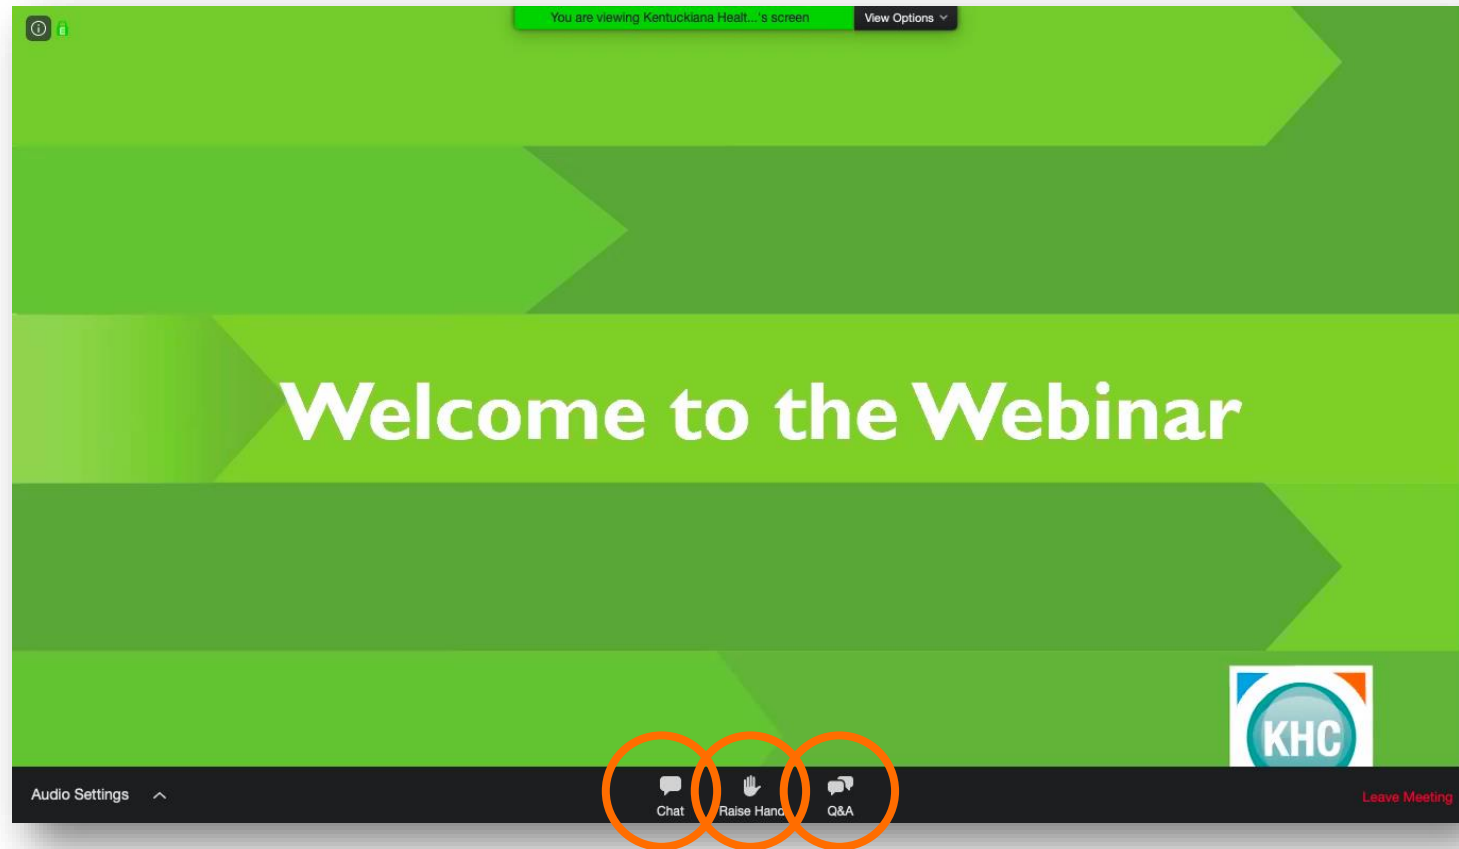 You are viewing Kentuckiana Healt...'s screen
View Options
Welcome to the Webinar
KHC
Audio Settings
Chat
Raise Hand
Q&A
Leave Meeting